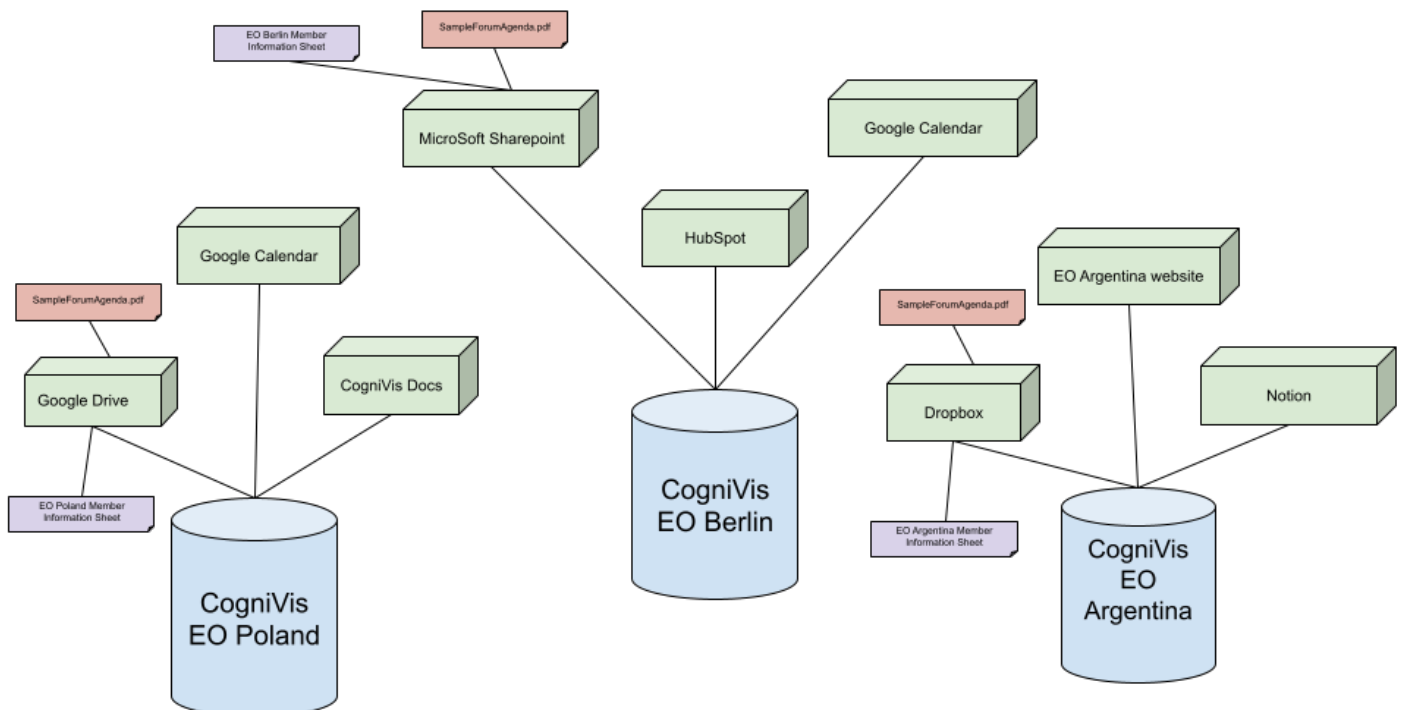 EO Berlin Member
Information Sheet
SampleForumAgenda.pdf
MicroSoft Sharepoint
Google Calendar
HubSpot
Google Calendar
EO Argentina website
SampleForumAgenda.pdf
SampleForumAgenda.pdf
Google Drive
CogniVis Docs
Dropbox
Notion
EO Poland Member
Information Sheet
CogniVis
EO Berlin
EO Argentina Member
Information Sheet
CogniVis
EO
Argentina
CogniVis
EO Poland